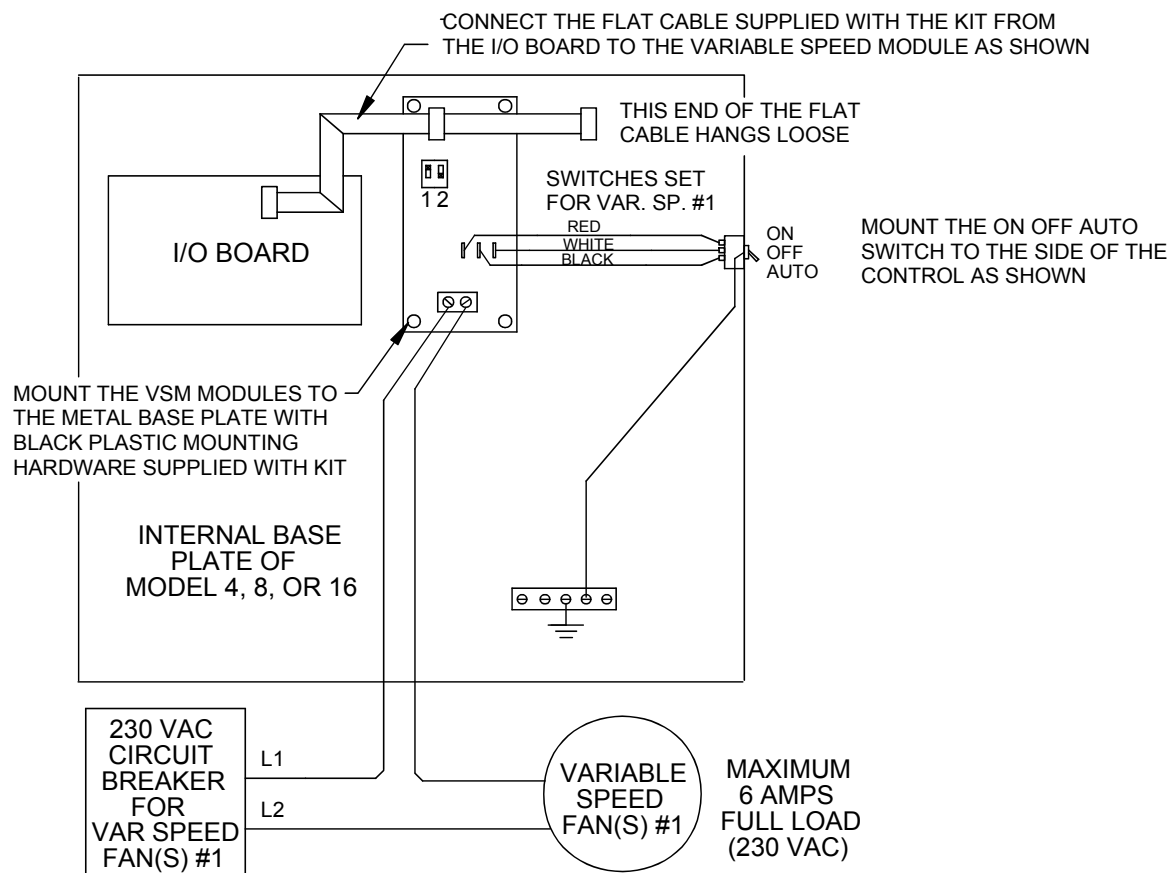 CONNECT THE FLAT CABLE SUPPLIED WITH THE KIT FROM
THE I/O BOARD TO THE VARIABLE SPEED MODULE AS SHOWN
THIS END OF THE FLAT
CABLE HANGS LOOSE
1 2
SWITCHES SET
FOR VAR. SP. #1
I/O BOARD
RED
WHITE
BLACK
ON
OFF
AUTO
MOUNT THE ON OFF AUTO
SWITCH TO THE SIDE OF THE
CONTROL AS SHOWN
MOUNT THE VSM MODULES TO
THE METAL BASE PLATE WITH
BLACK PLASTIC MOUNTING
HARDWARE SUPPLIED WITH KIT
INTERNAL BASE
PLATE OF
MODEL 4, 8, OR 16
230 VAC
CIRCUIT
BREAKER
FOR
VAR SPEED
FAN(S) #1
L1
L2
VARIABLE
SPEED
FAN(S) #1
MAXIMUM
6 AMPS
FULL LOAD
(230 VAC)